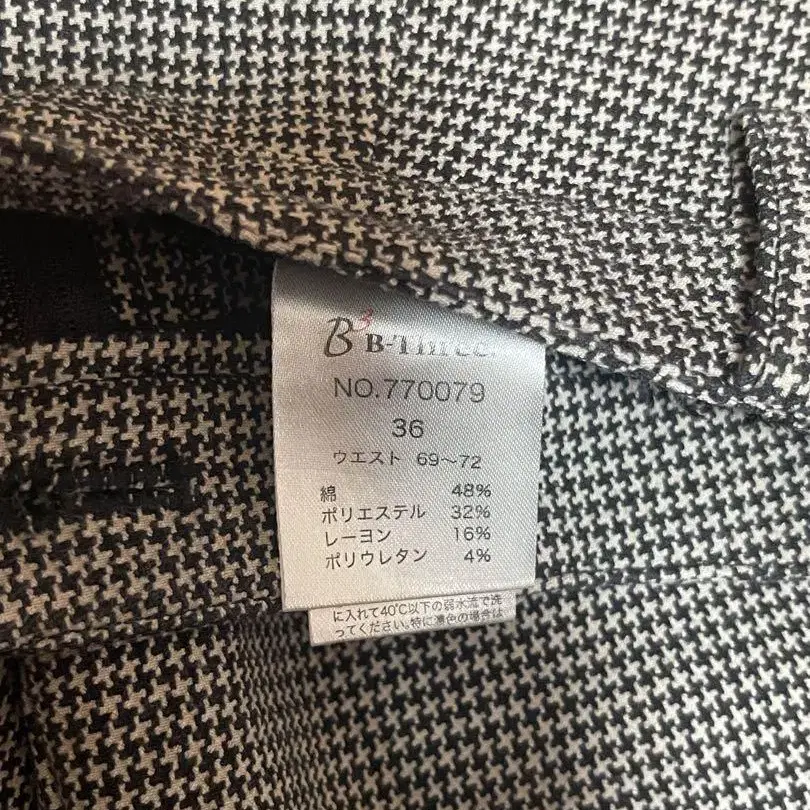 B3 B-Three.
NO.770079
36
ウエスト 69～72
綿 48%
ポリエステル 32%
レーヨン 16%
ポリウレタン 4%
に入れて40℃以下の弱水流で洗
ってください。特に濃色の場合は